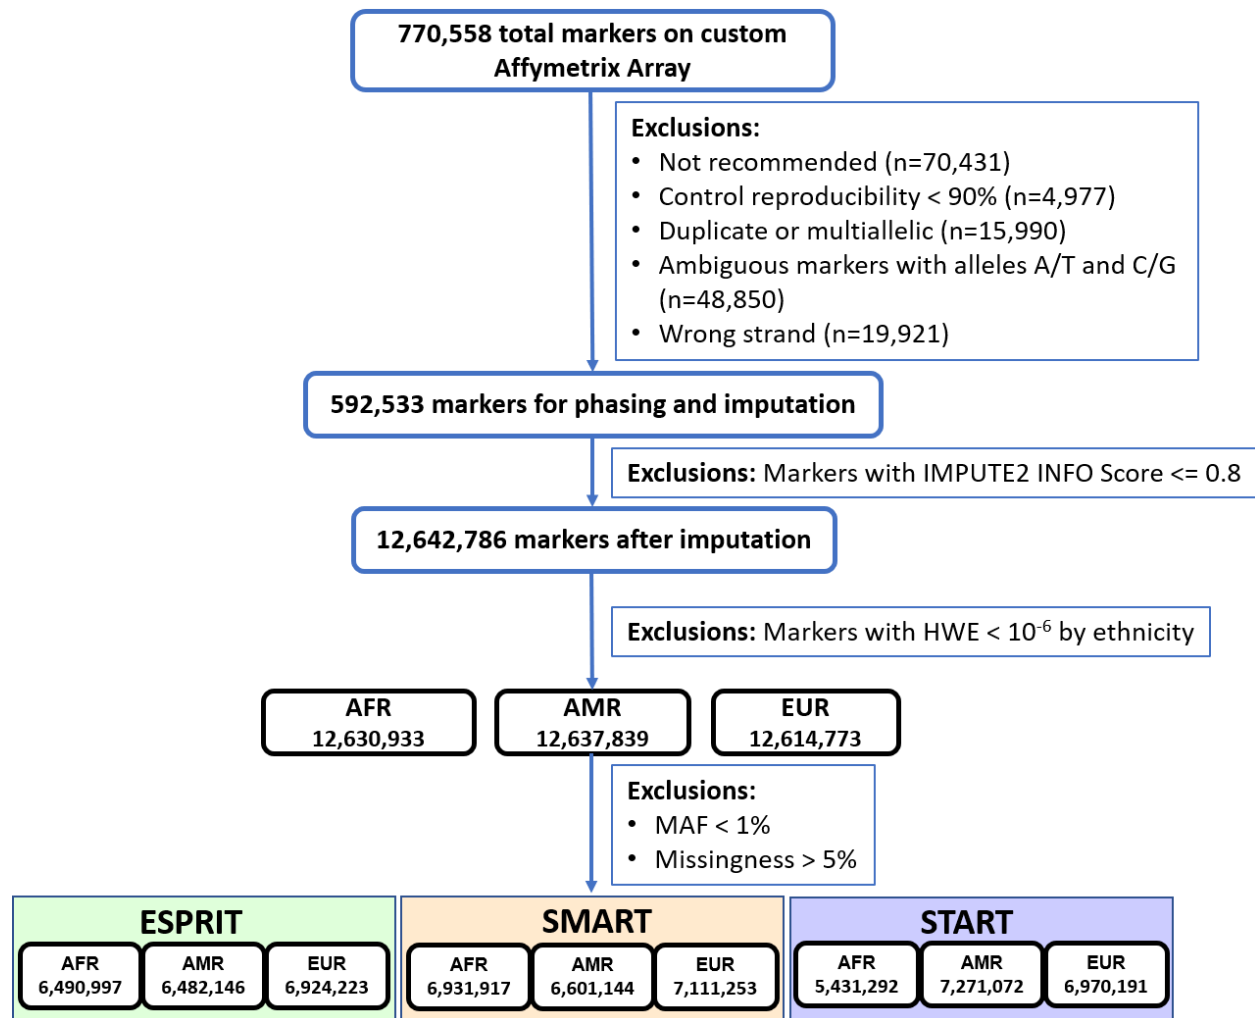 770,558 total markers on custom
Affymetrix Array
Exclusions:
• Not recommended (n=70,431)
• Control reproducibility < 90% (n=4,977)
• Duplicate or multiallelic (n=15,990)
• Ambiguous markers with alleles A/T and C/G
(n=48,850)
• Wrong strand (n=19,921)
592,533 markers for phasing and imputation
Exclusions: Markers with IMPUTE2 INFO Score <= 0.8
12,642,786 markers after imputation
Exclusions: Markers with HWE < 10⁻⁶ by ethnicity
AFR
12,630,933
AMR
12,637,839
EUR
12,614,773
Exclusions:
• MAF < 1%
• Missingness > 5%
ESPRIT
AFR
6,490,997
AMR
6,482,146
EUR
6,924,223
SMART
AFR
6,931,917
AMR
6,601,144
EUR
7,111,253
START
AFR
5,431,292
AMR
7,271,072
EUR
6,970,191